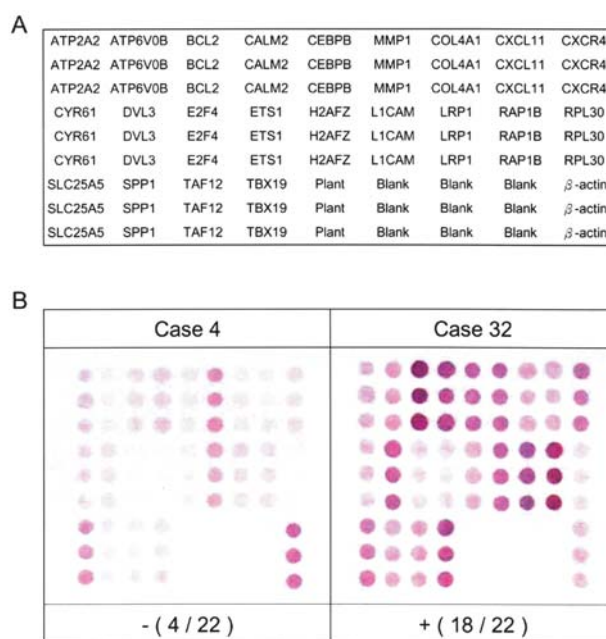 A
ATP2A2 ATP6V0B BCL2 CALM2 CEBPB MMP1 COL4A1 CXCL11 CXCR4
ATP2A2 ATP6V0B BCL2 CALM2 CEBPB MMP1 COL4A1 CXCL11 CXCR4
ATP2A2 ATP6V0B BCL2 CALM2 CEBPB MMP1 COL4A1 CXCL11 CXCR4
CYR61 DVL3 E2F4 ETS1 H2AFZ L1CAM LRP1 RAP1B RPL30
CYR61 DVL3 E2F4 ETS1 H2AFZ L1CAM LRP1 RAP1B RPL30
CYR61 DVL3 E2F4 ETS1 H2AFZ L1CAM LRP1 RAP1B RPL30
SLC25A5 SPP1 TAF12 TBX19 Plant Blank Blank Blank β-actin
SLC25A5 SPP1 TAF12 TBX19 Plant Blank Blank Blank β-actin
SLC25A5 SPP1 TAF12 TBX19 Plant Blank Blank Blank β-actin
B
Case 4 Case 32
- ( 4 / 22 ) + ( 18 / 22 )